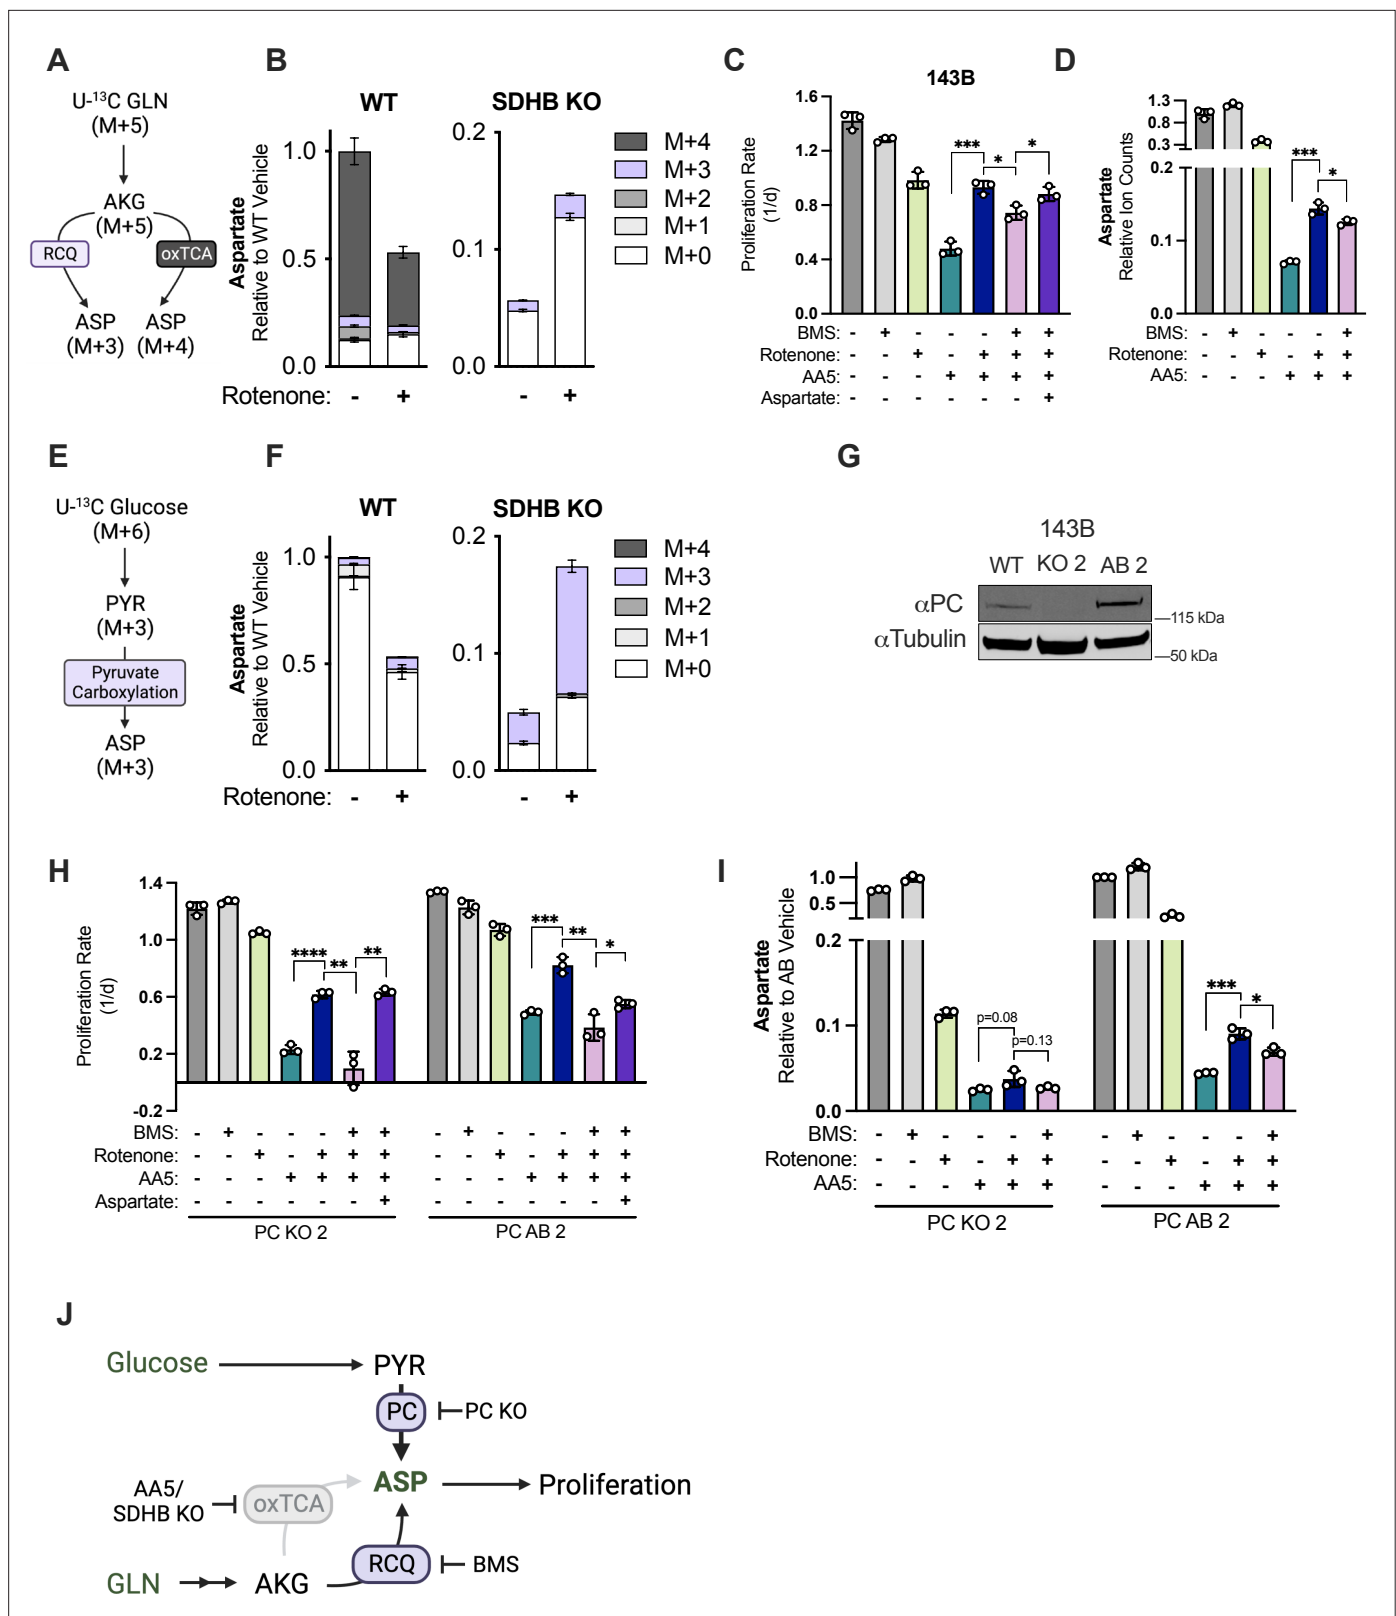 A
U-¹³C GLN
(M+5)
AKG
(M+5)
RCQ
oxTCA
ASP
(M+3)
ASP
(M+4)
B
WT
SDHB KO
Aspartate
Relative to WT Vehicle
1.0
0.5
0.0
0.2
0.1
0.0
M+4
M+3
M+2
M+1
M+0
Rotenone: - +
- +
C
143B
Proliferation Rate
(1/d)
1.6
1.2
0.8
0.4
0.0
*** * *
BMS: - + - - - + +
Rotenone: - - + - + + +
AA5: - - - + + + +
Aspartate: - - - - - - +
D
Aspartate
Relative Ion Counts
1.3
0.8
0.3
0.2
0.1
0.0
*** *
BMS: - + - - - +
Rotenone: - - + - + +
AA5: - - - + + +
E
U-¹³C Glucose
(M+6)
PYR
(M+3)
Pyruvate
Carboxylation
ASP
(M+3)
F
WT
SDHB KO
Aspartate
Relative to WT Vehicle
1.0
0.5
0.0
0.2
0.1
0.0
M+4
M+3
M+2
M+1
M+0
Rotenone: - +
- +
G
143B
WT KO 2 AB 2
αPC
—115 kDa
αTubulin
—50 kDa
H
Proliferation Rate
(1/d)
1.4
1.0
0.6
0.2
-0.2
**** ** **
*** ** *
BMS: - + - - - + + - + - - - + +
Rotenone: - - + - + + + - - + - + + +
AA5: - - - + + + + - - - + + + +
Aspartate: - - - - - - + - - - - - - +
PC KO 2
PC AB 2
I
Aspartate
Relative to AB Vehicle
1.0
0.5
0.2
0.1
0.0
p=0.08
p=0.13
*** *
BMS: - + - - - + - + - - - +
Rotenone: - - + - + + - - + - + +
AA5: - - - + + + - - - + + +
PC KO 2
PC AB 2
J
Glucose
PYR
PC
PC KO
AA5/
SDHB KO
oxTCA
ASP
Proliferation
GLN
AKG
RCQ
BMS